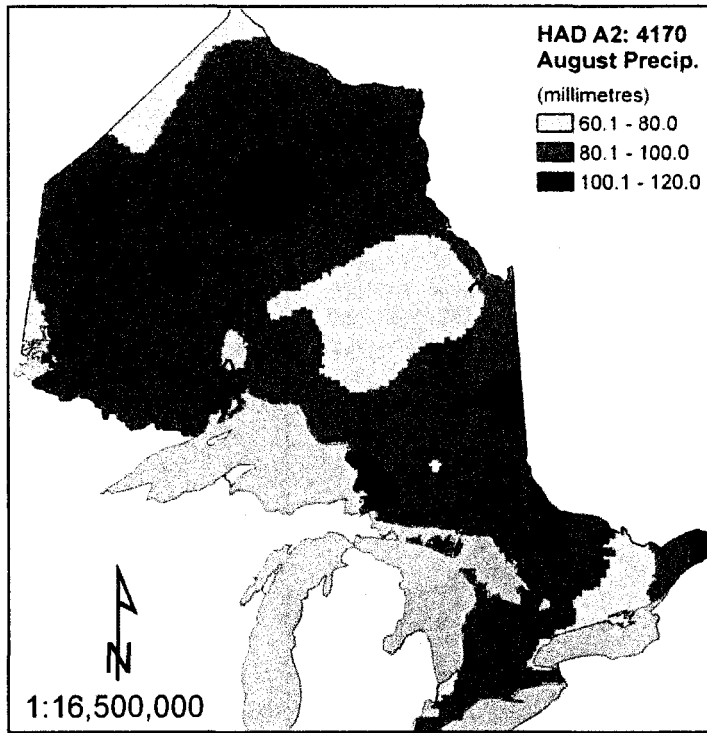 HAD A2: 4170
August Precip.
(millimetres)
60.1 - 80.0
80.1 - 100.0
100.1 - 120.0
N
1:16,500,000